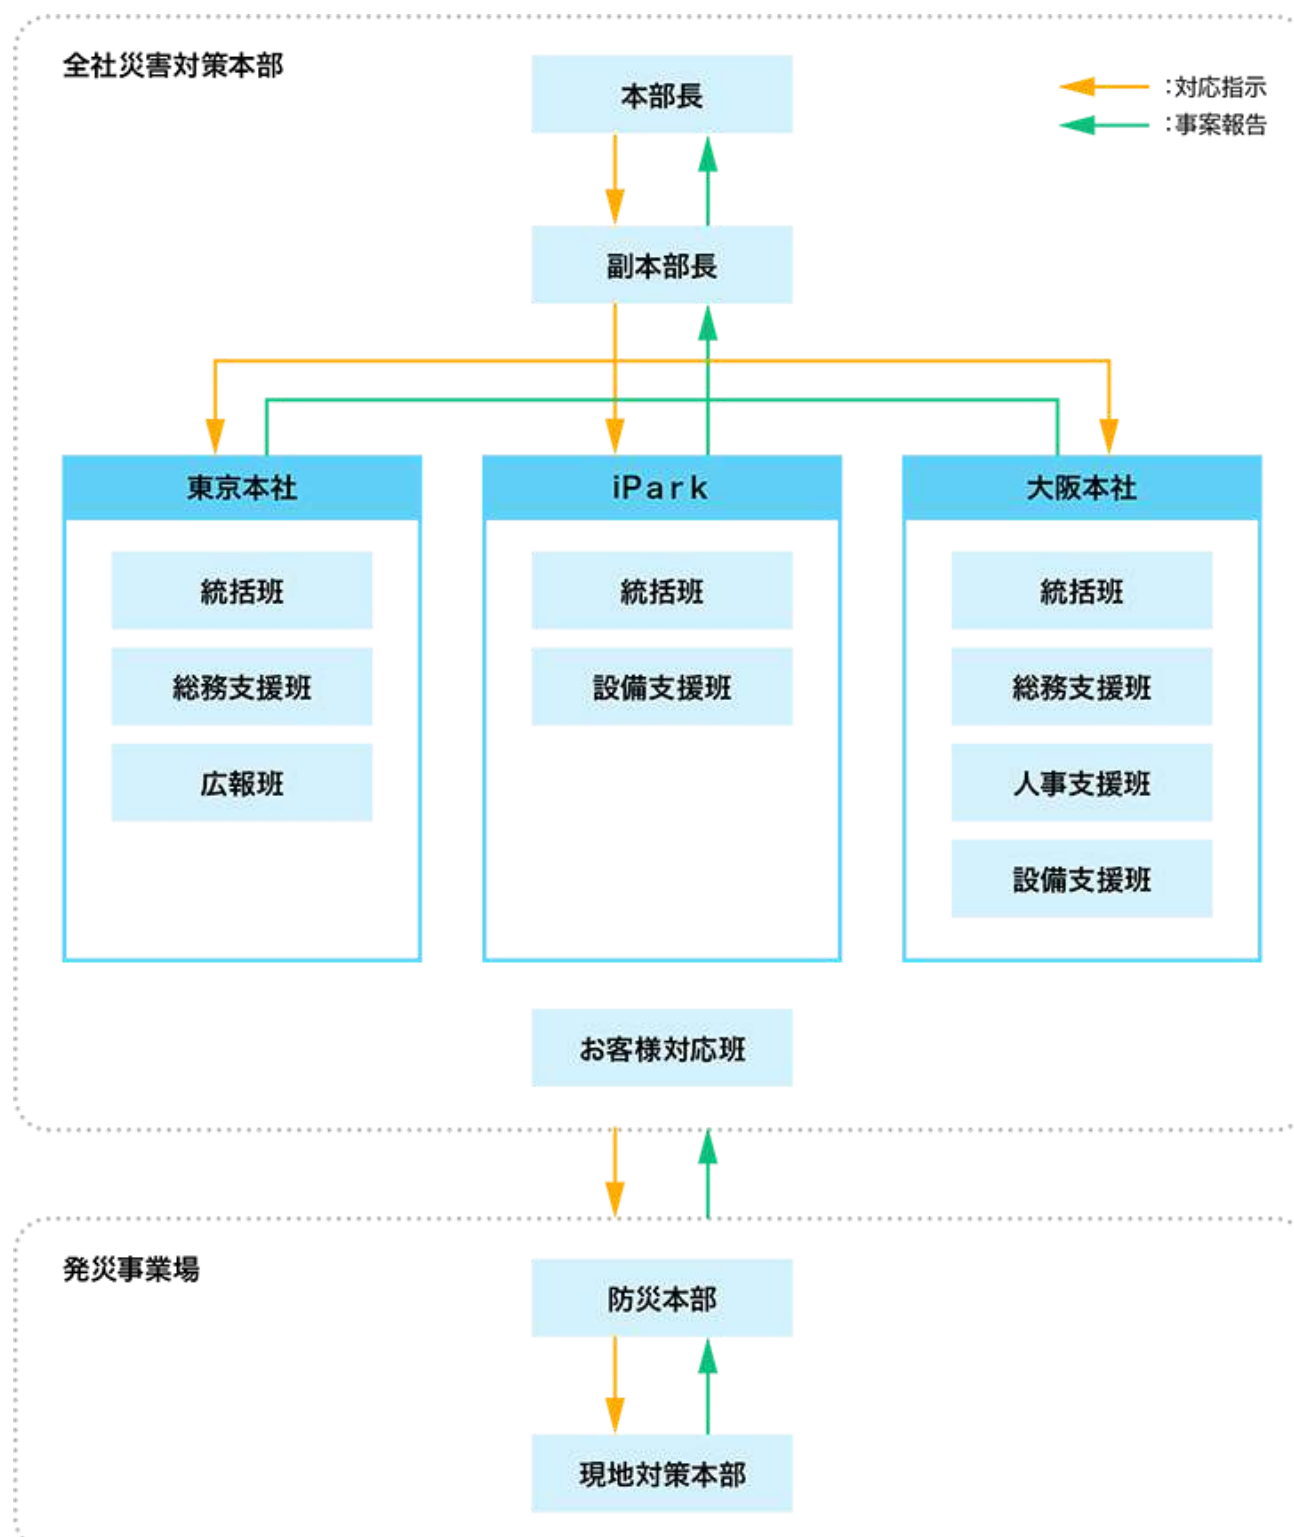 全社災害対策本部
本部長
:対応指示
:事案報告
副本部長
東京本社
iPark
大阪本社
統括班
統括班
統括班
総務支援班
設備支援班
総務支援班
広報班
人事支援班
設備支援班
お客様対応班
発災事業場
防災本部
現地対策本部